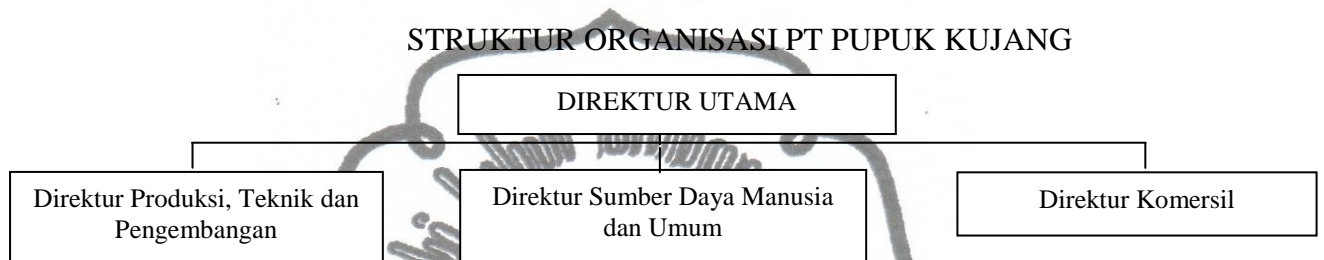 STRUKTUR ORGANISASI PT PUPUK KUJANG
DIREKTUR UTAMA
Direktur Produksi, Teknik dan
Pengembangan
Direktur Sumber Daya Manusia
dan Umum
Direktur Komersil